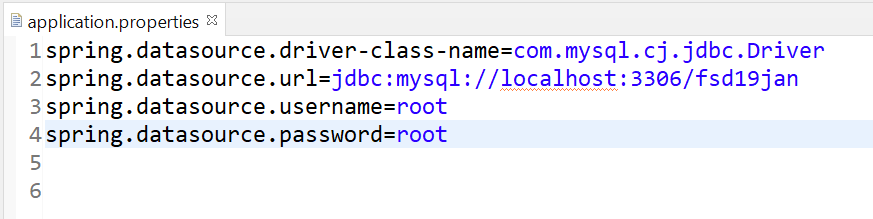 application.properties
1 spring.datasource.driver-class-name=com.mysql.cj.jdbc.Driver
2 spring.datasource.url=jdbc:mysql://localhost:3306/fsd19jan
3 spring.datasource.username=root
4 spring.datasource.password=root
5
6